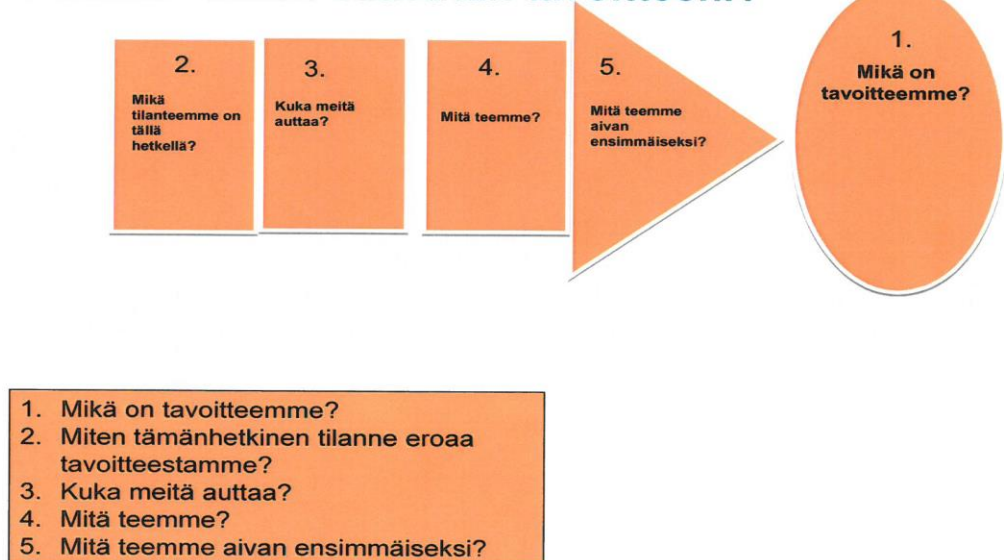 2.
Mikä
tilanteemme on
tällä
hetkellä?
3.
Kuka meitä
auttaa?
4.
Mitä teemme?
5.
Mitä teemme
aivan
ensimmäiseksi?
1.
Mikä on
tavoitteemme?
1. Mikä on tavoitteemme?
2. Miten tämänhetkinen tilanne eroaa
tavoitteestamme?
3. Kuka meitä auttaa?
4. Mitä teemme?
5. Mitä teemme aivan ensimmäiseksi?